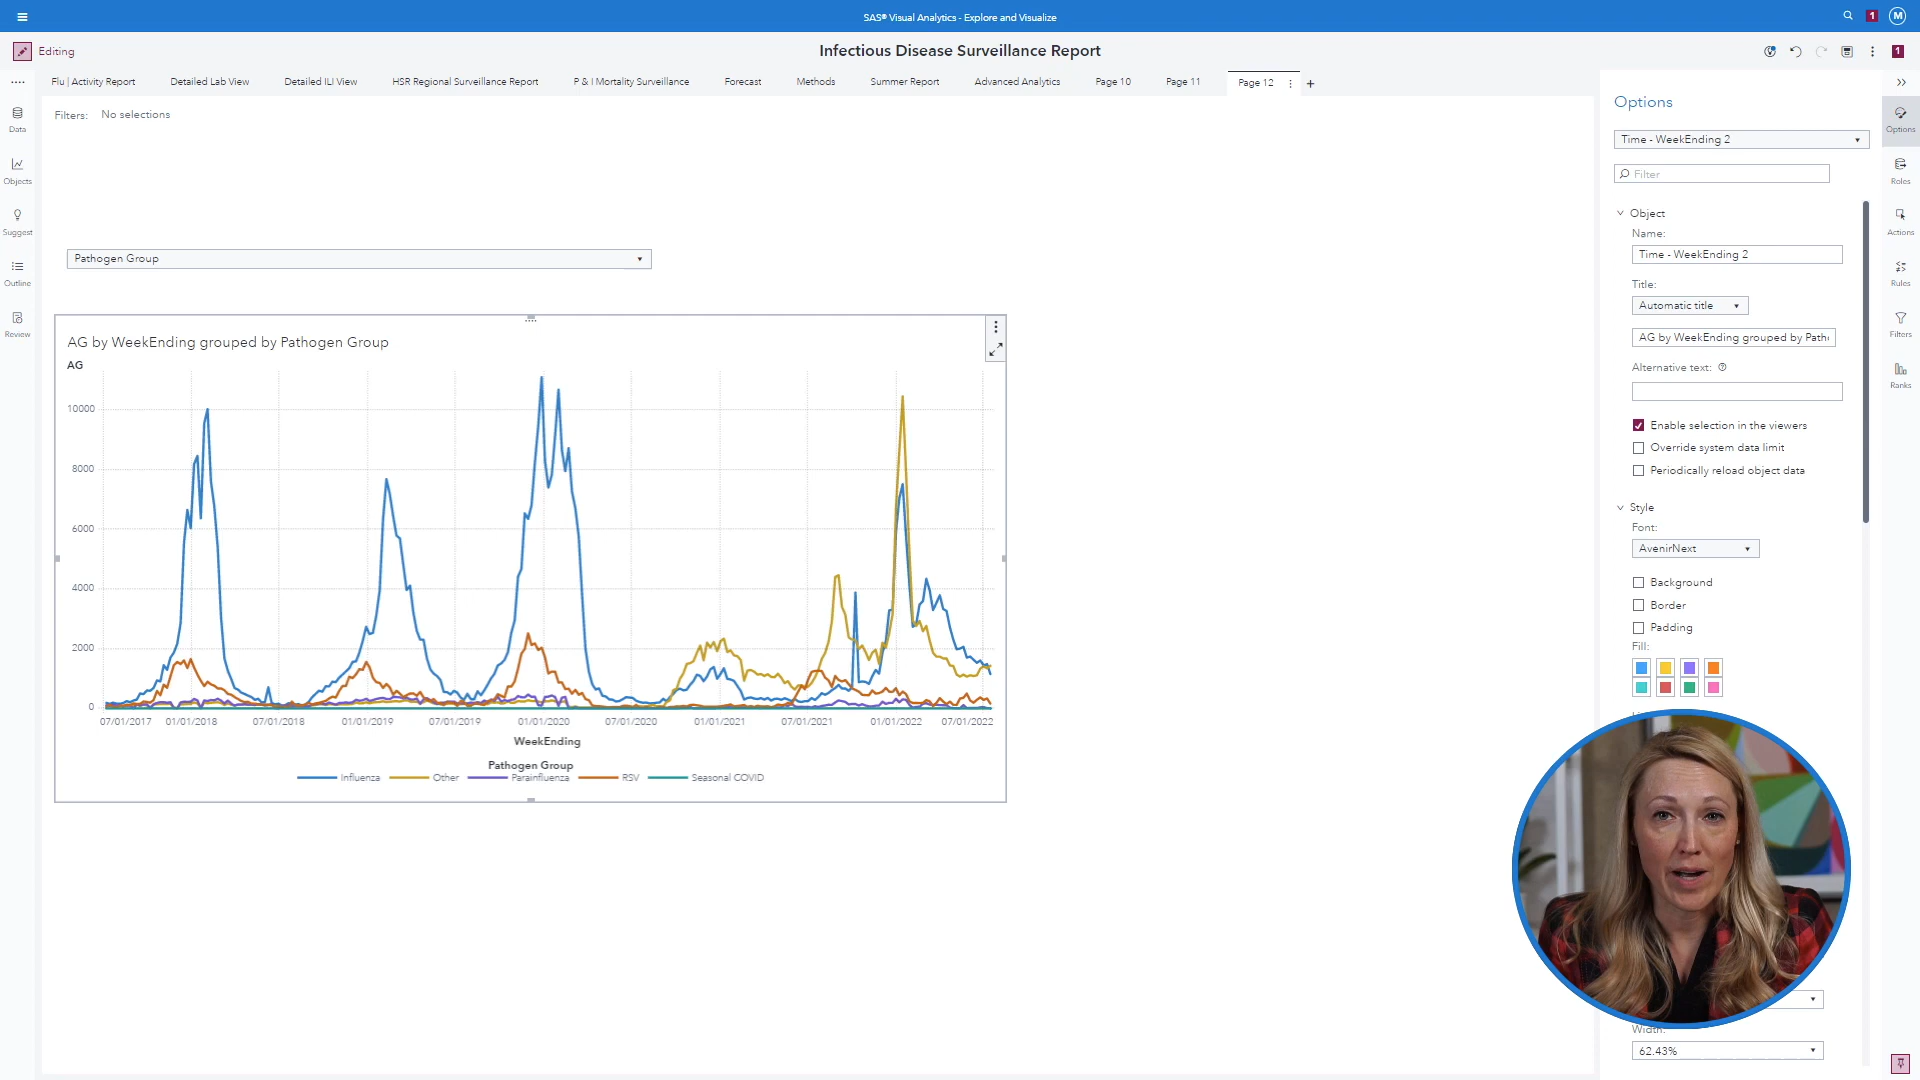 SAS® Visual Analytics - Explore and Visualize
1
M
Editing
Infectious Disease Surveillance Report
1
Flu | Activity Report
Detailed Lab View
Detailed ILI View
HSR Regional Surveillance Report
P & I Mortality Surveillance
Forecast
Methods
Summer Report
Advanced Analytics
Page 10
Page 11
Page 12
Data
Objects
Suggest
Outline
Review
Filters: No selections
Pathogen Group
AG by WeekEnding grouped by Pathogen Group
AG
10000
8000
6000
4000
2000
0
07/01/2017 01/01/2018 07/01/2018 01/01/2019 07/01/2019 01/01/2020 07/01/2020 01/01/2021 07/01/2021 01/01/2022 07/01/2022
WeekEnding
Pathogen Group
Influenza Other Parainfluenza RSV Seasonal COVID
Options
Time - WeekEnding 2
Filter
Object
Name:
Time - WeekEnding 2
Title:
Automatic title
AG by WeekEnding grouped by Path
Alternative text:
Enable selection in the viewers
Override system data limit
Periodically reload object data
Style
Font:
AvenirNext
Background
Border
Padding
Fill:
Width:
62.43%
Options
Roles
Actions
Rules
Filters
Ranks